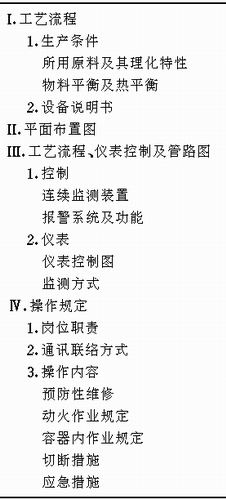 Ⅰ.工艺流程
1.生产条件
所用原料及其理化特性
物料平衡及热平衡
2.设备说明书
Ⅱ.平面布置图
Ⅲ.工艺流程、仪表控制及管路图
1.控制
连续监测装置
报警系统及功能
2.仪表
仪表控制图
监测方式
Ⅳ.操作规定
1.岗位职责
2.通讯联络方式
3.操作内容
预防性维修
动火作业规定
容器内作业规定
切断措施
应急措施